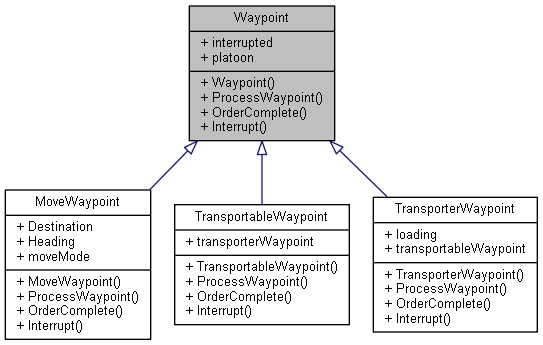 Waypoint
+ interrupted
+ platoon
+ Waypoint()
+ ProcessWaypoint()
+ OrderComplete()
+ Interrupt()
MoveWaypoint
+ Destination
+ Heading
+ moveMode
+ MoveWaypoint()
+ ProcessWaypoint()
+ OrderComplete()
+ Interrupt()
TransportableWaypoint
+ transporterWaypoint
+ TransportableWaypoint()
+ ProcessWaypoint()
+ OrderComplete()
+ Interrupt()
TransporterWaypoint
+ loading
+ transportableWaypoint
+ TransporterWaypoint()
+ ProcessWaypoint()
+ OrderComplete()
+ Interrupt()